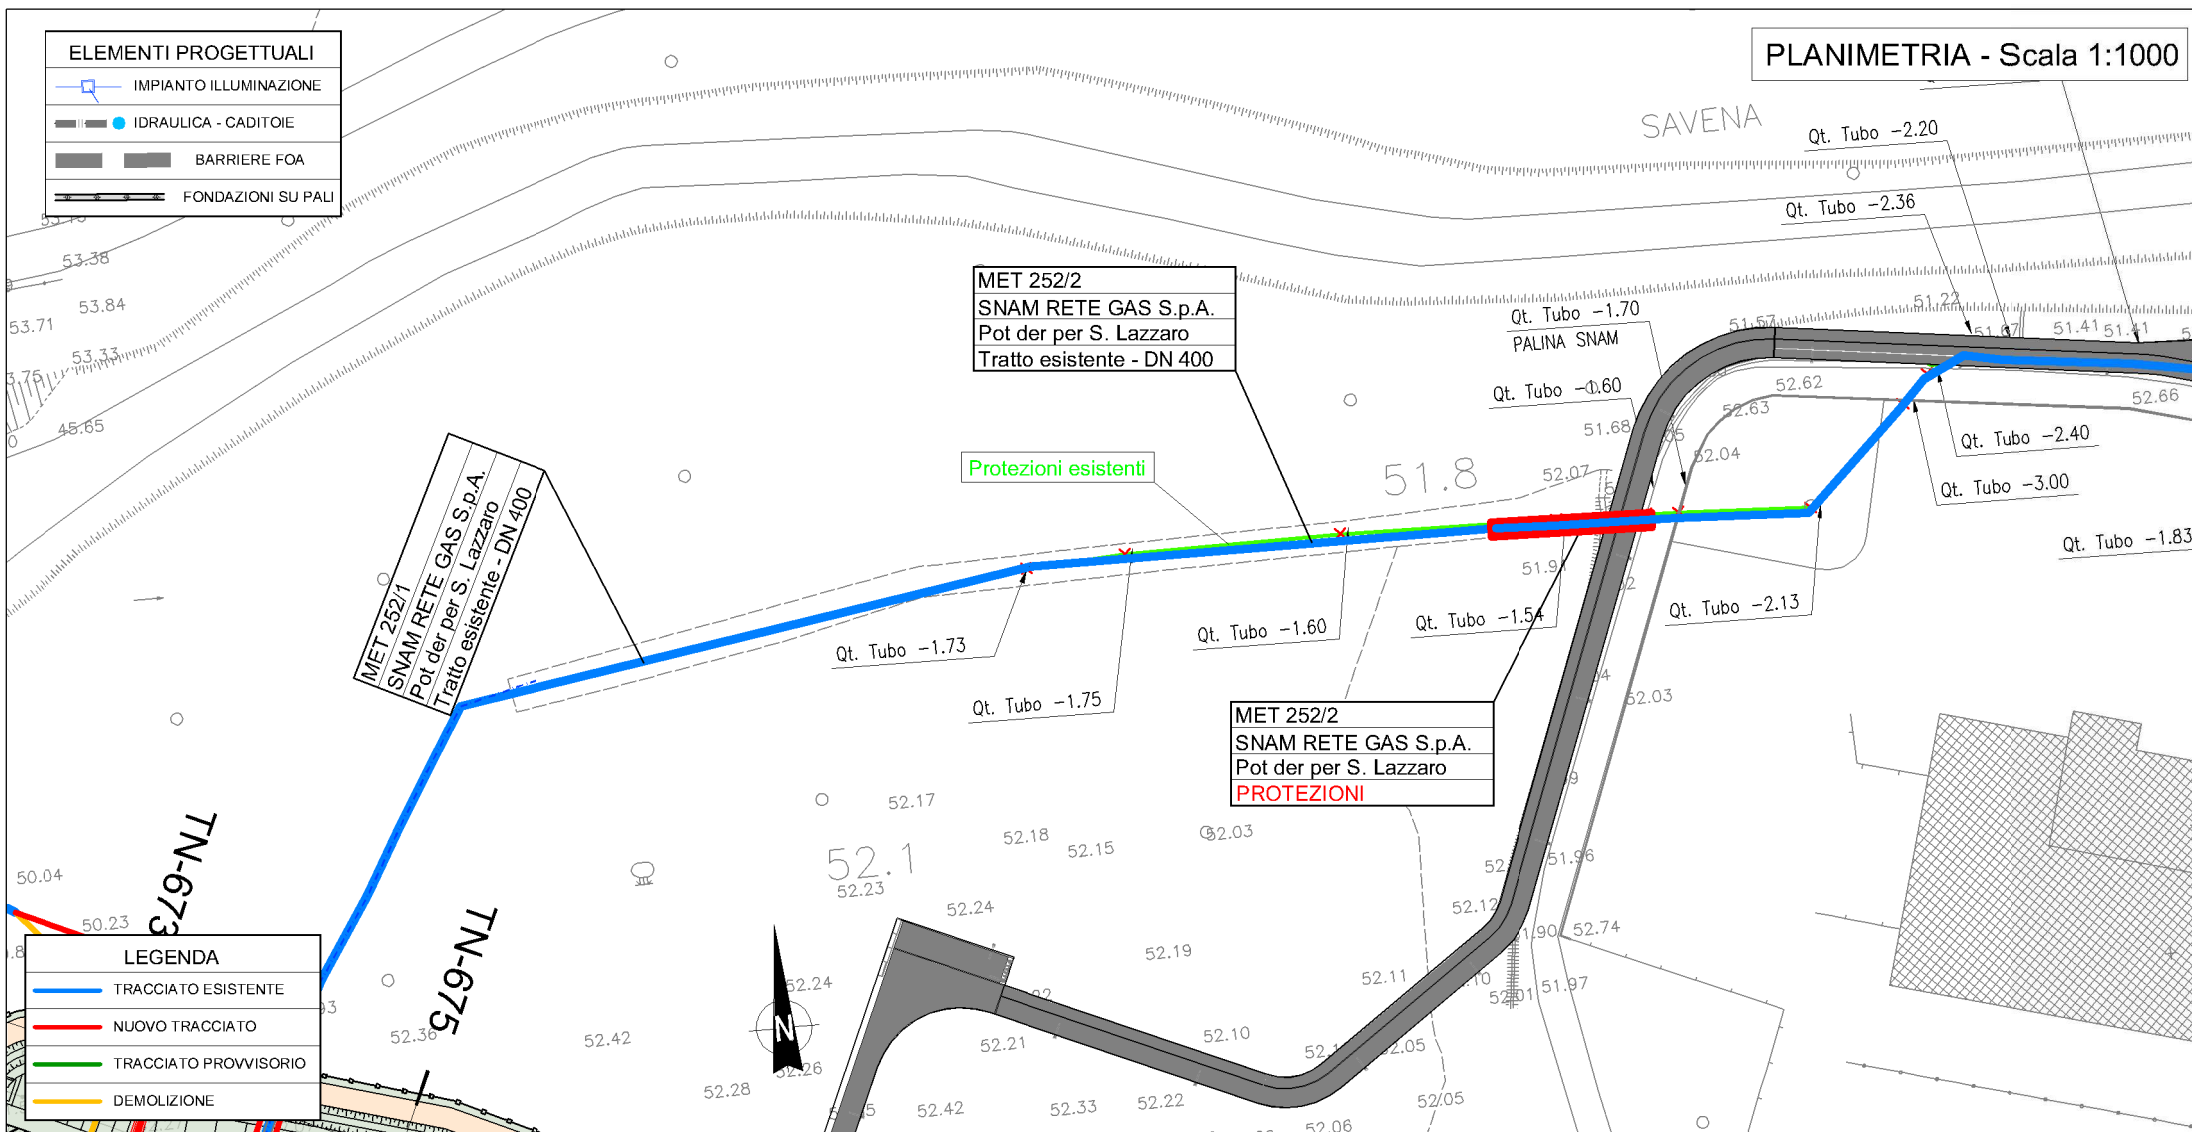 ELEMENTI PROGETTUALI
IMPIANTO ILLUMINAZIONE
IDRAULICA - CADITOIE
BARRIERE FOA
FONDAZIONI SU PALI
PLANIMETRIA - Scala 1:1000
SAVENA
Qt. Tubo -2.20
Qt. Tubo -2.36
53.38
53.84
53.71
53.33
3.75
45.65
MET 252/2
SNAM RETE GAS S.p.A.
Pot der per S. Lazzaro
Tratto esistente - DN 400
Qt. Tubo -1.70
PALINA SNAM
Qt. Tubo -1.60
51.57
51.22
51.67
51.41
51.41
52.62
52.63
52.66
51.68
52.04
52.07
51.8
Protezioni esistenti
Qt. Tubo -2.40
Qt. Tubo -3.00
Qt. Tubo -1.83
MET 252/1
SNAM RETE GAS S.p.A.
Pot der per S. Lazzaro
Tratto esistente - DN 400
Qt. Tubo -1.73
Qt. Tubo -1.75
Qt. Tubo -1.60
Qt. Tubo -1.54
Qt. Tubo -2.13
52.03
MET 252/2
SNAM RETE GAS S.p.A.
Pot der per S. Lazzaro
PROTEZIONI
52.17
52.18
52.15
52.03
52.1
52.23
52.24
52.19
51.96
52.12
51.90
52.74
52.11
52.01
51.97
50.04
50.23
TN-673
TN-675
52.24
52.36
52.42
52.26
52.28
52.21
52.10
52.05
52.42
52.33
52.22
52.05
52.06
N
LEGENDA
TRACCIATO ESISTENTE
NUOVO TRACCIATO
TRACCIATO PROVVISORIO
DEMOLIZIONE